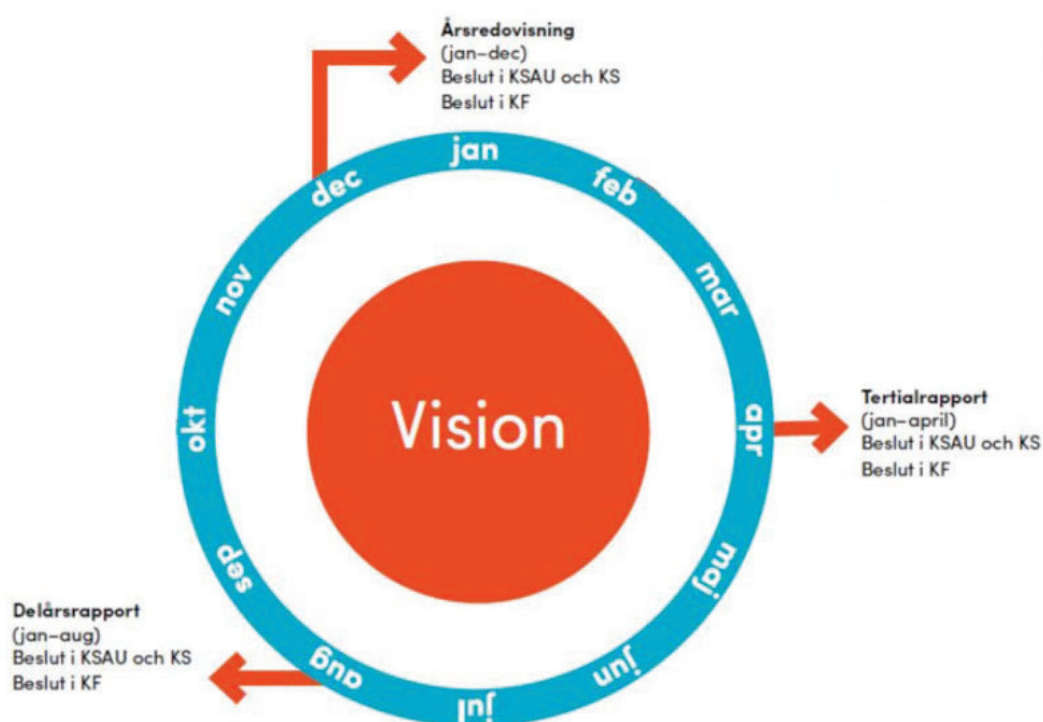 Årsredovisning
(jan–dec)
Beslut i KSAU och KS
Beslut i KF
jan
feb
mar
apr
maj
jun
jul
aug
sep
okt
nov
dec
Vision
Tertialrapport
(jan–april)
Beslut i KSAU och KS
Beslut i KF
Delårsrapport
(jan–aug)
Beslut i KSAU och KS
Beslut i KF